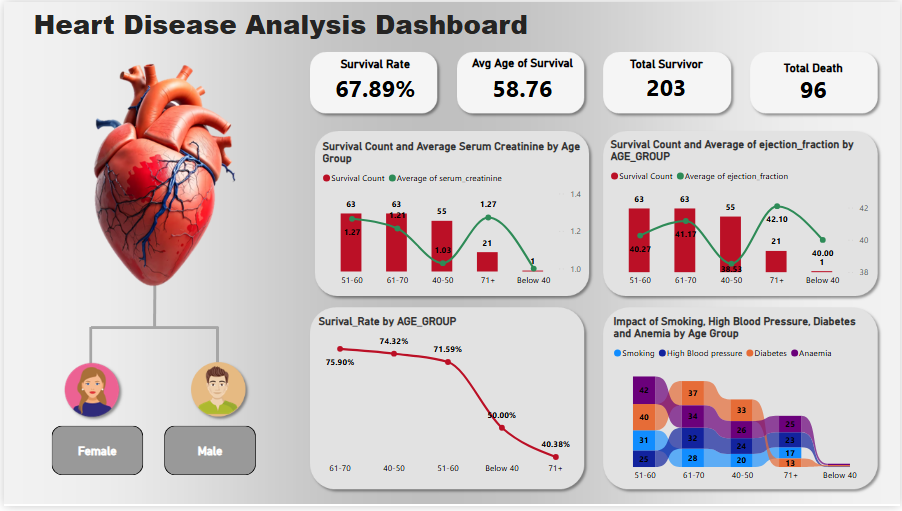 Heart Disease Analysis Dashboard
Survival Rate
67.89%
Avg Age of Survival
58.76
Total Survivor
203
Total Death
96
Survival Count and Average Serum Creatinine by Age
Group
Survival Count Average of serum_creatinine
1.4
1.2
1.0
63 63 55 1.27 21 1
1.27 1.21 1.03
51-60 61-70 40-50 71+ Below 40
Survival Count and Average of ejection_fraction by
AGE_GROUP
Survival Count Average of ejection_fraction
42
40
38
63 63 55 42.10 21 40.00 1
40.27 41.17 38.53
51-60 61-70 40-50 71+ Below 40
Surival_Rate by AGE_GROUP
75.90% 74.32% 71.59% 50.00% 40.38%
61-70 40-50 51-60 Below 40 71+
Impact of Smoking, High Blood Pressure, Diabetes
and Anemia by Age Group
Smoking High Blood pressure Diabetes Anaemia
42 37 33 25
40 34 26 23
31 32 24 17
25 28 20 13
51-60 61-70 40-50 71+ Below 40
Female
Male